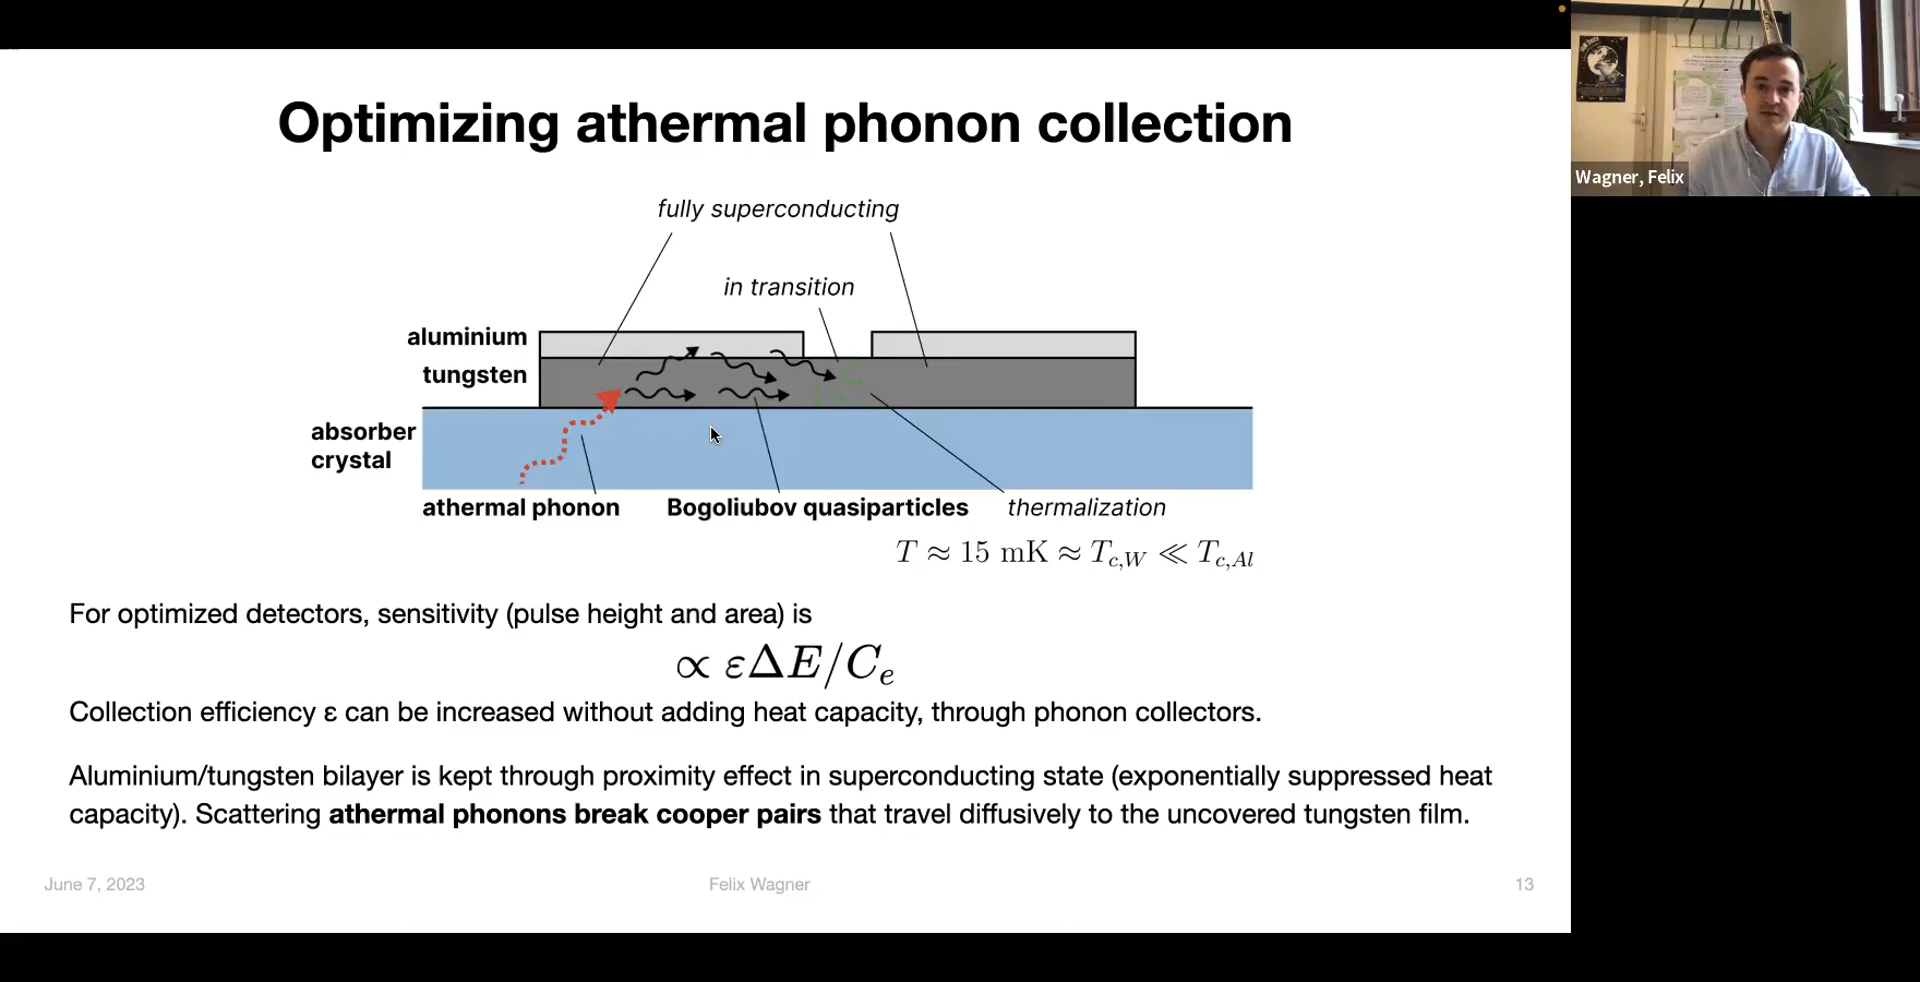 Optimizing athermal phonon collection
Wagner, Felix
fully superconducting
in transition
aluminium
tungsten
absorber
crystal
athermal phonon
Bogoliubov quasiparticles
thermalization
T ≈ 15 mK ≈ T_{c,W} ≪ T_{c,Al}
For optimized detectors, sensitivity (pulse height and area) is
∝ εΔE/C_e
Collection efficiency ε can be increased without adding heat capacity, through phonon collectors.
Aluminium/tungsten bilayer is kept through proximity effect in superconducting state (exponentially suppressed heat
capacity). Scattering athermal phonons break cooper pairs that travel diffusively to the uncovered tungsten film.
June 7, 2023
Felix Wagner
13